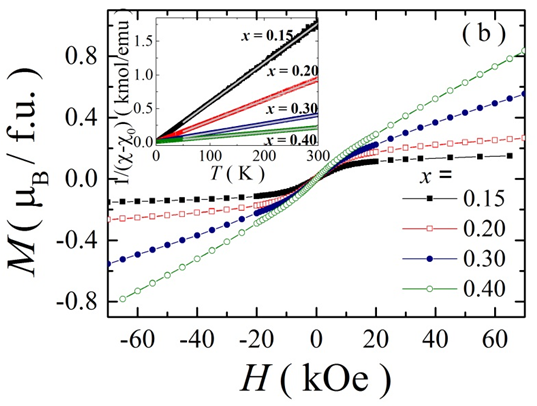 (b)
1/(χ-χ₀) (kmol/emu)
1.5
1.0
0.5
0.0
x = 0.15
x = 0.20
x = 0.30
x = 0.40
0 100 200 300
T ( K )
M ( μB / f.u. )
0.8
0.4
0.0
-0.4
-0.8
x =
0.15
0.20
0.30
0.40
-60 -40 -20 0 20 40 60
H ( kOe )